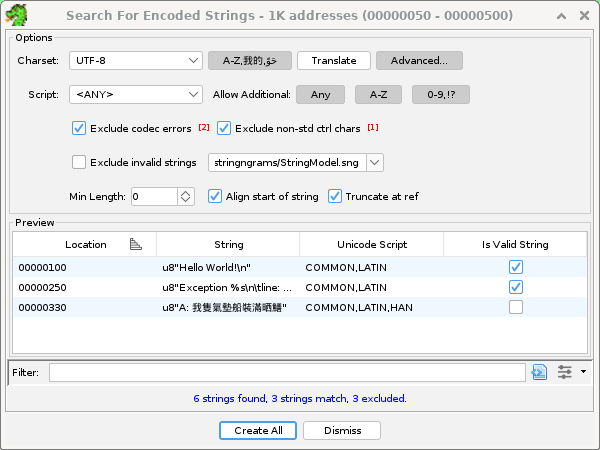 Search For Encoded Strings - 1K addresses (00000050 - 00000500)
Options
Charset: UTF-8 A-Z,我的,حَقّ Translate Advanced...
Script: <ANY> Allow Additional: Any A-Z 0-9,!?
Exclude codec errors [2] Exclude non-std ctrl chars [1]
Exclude invalid strings stringngrams/StringModel.sng
Min Length: 0 Align start of string Truncate at ref
Preview
Location String Unicode Script Is Valid String
00000100 u8"Hello World!\n" COMMON,LATIN
00000250 u8"Exception %s\n\tline: ... COMMON,LATIN
00000330 u8"A: 我隻氣墊船裝滿晒鱔" COMMON,LATIN,HAN
Filter:
6 strings found, 3 strings match, 3 excluded.
Create All Dismiss